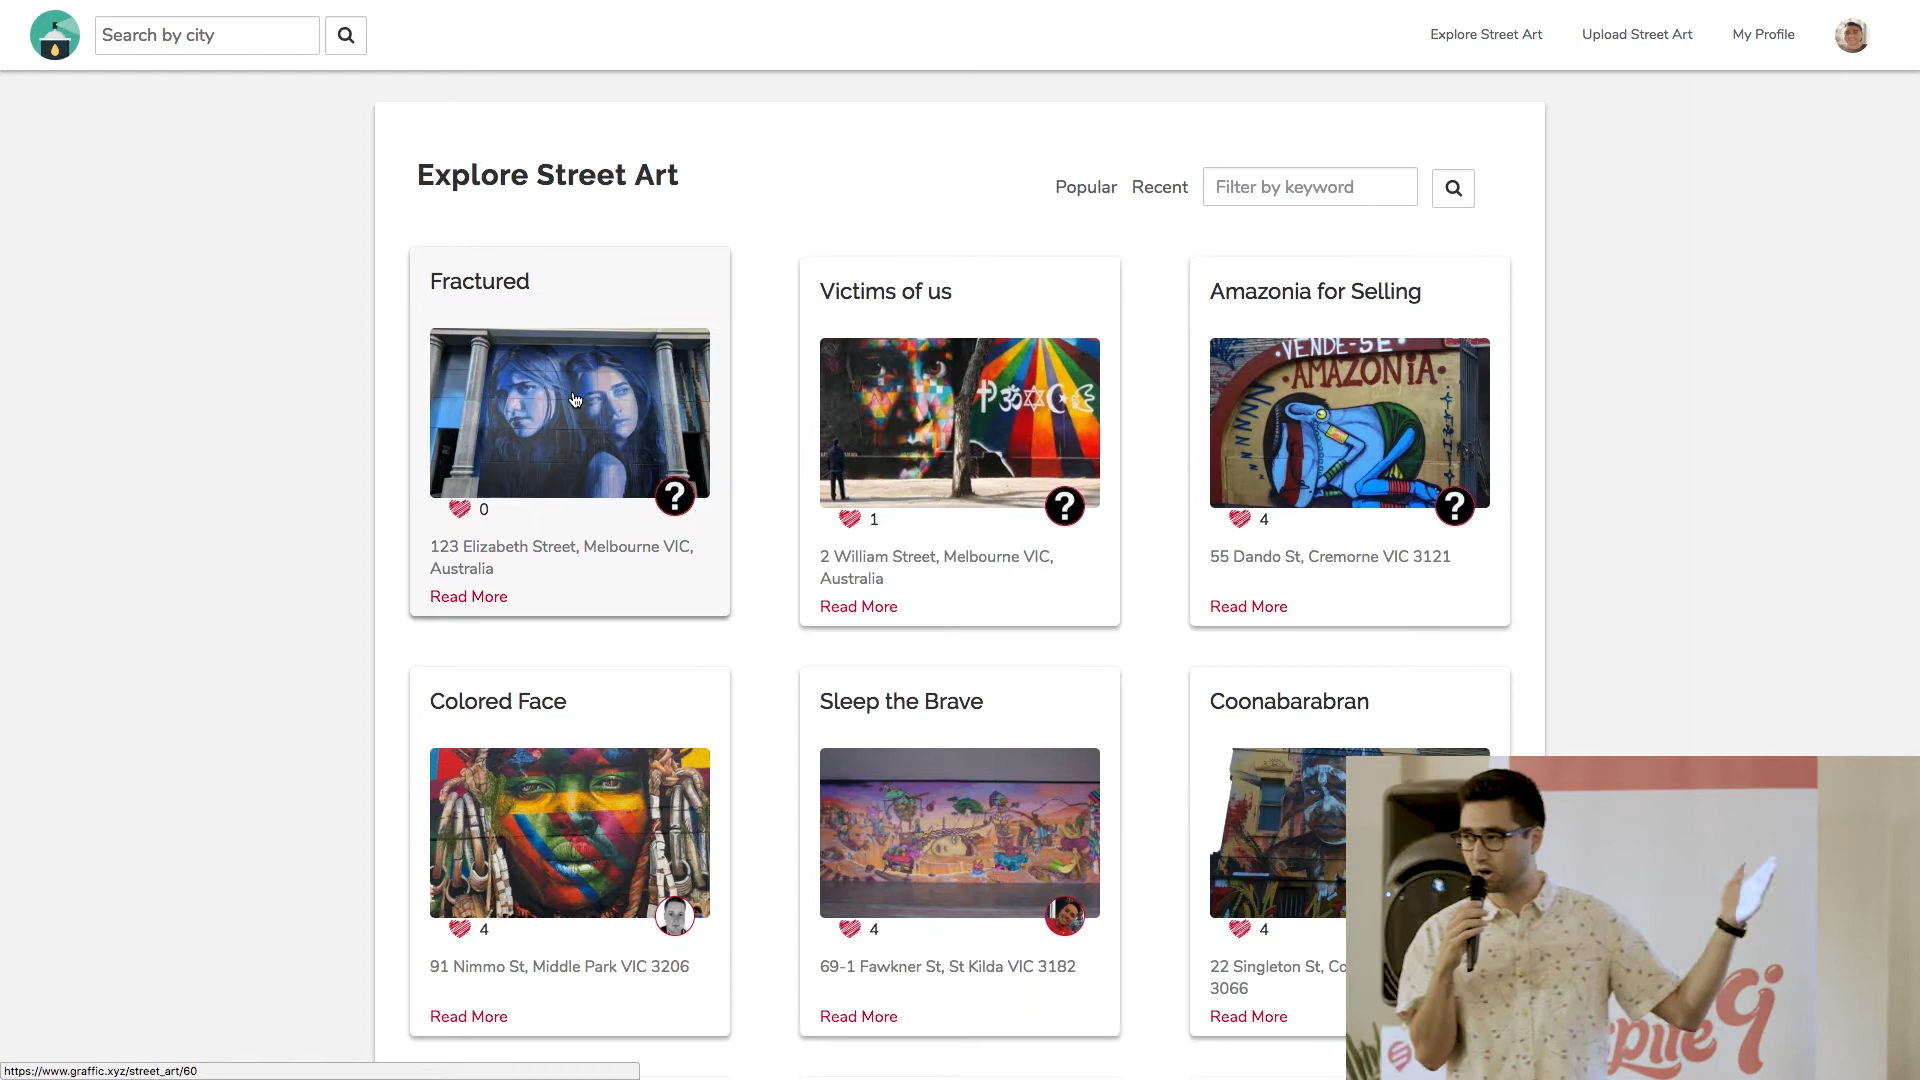 Search by city
Explore Street Art
Upload Street Art
My Profile
Explore Street Art
Popular
Recent
Filter by keyword
Fractured
0
123 Elizabeth Street, Melbourne VIC,
Australia
Read More
Victims of us
1
2 William Street, Melbourne VIC,
Australia
Read More
Amazonia for Selling
·VENDE-SE·
·AMAZONIA·
4
55 Dando St, Cremorne VIC 3121
Read More
Colored Face
4
91 Nimmo St, Middle Park VIC 3206
Read More
Sleep the Brave
4
69-1 Fawkner St, St Kilda VIC 3182
Read More
Coonabarabran
4
22 Singleton St, Co
3066
Read More
https://www.graffic.xyz/street_art/60